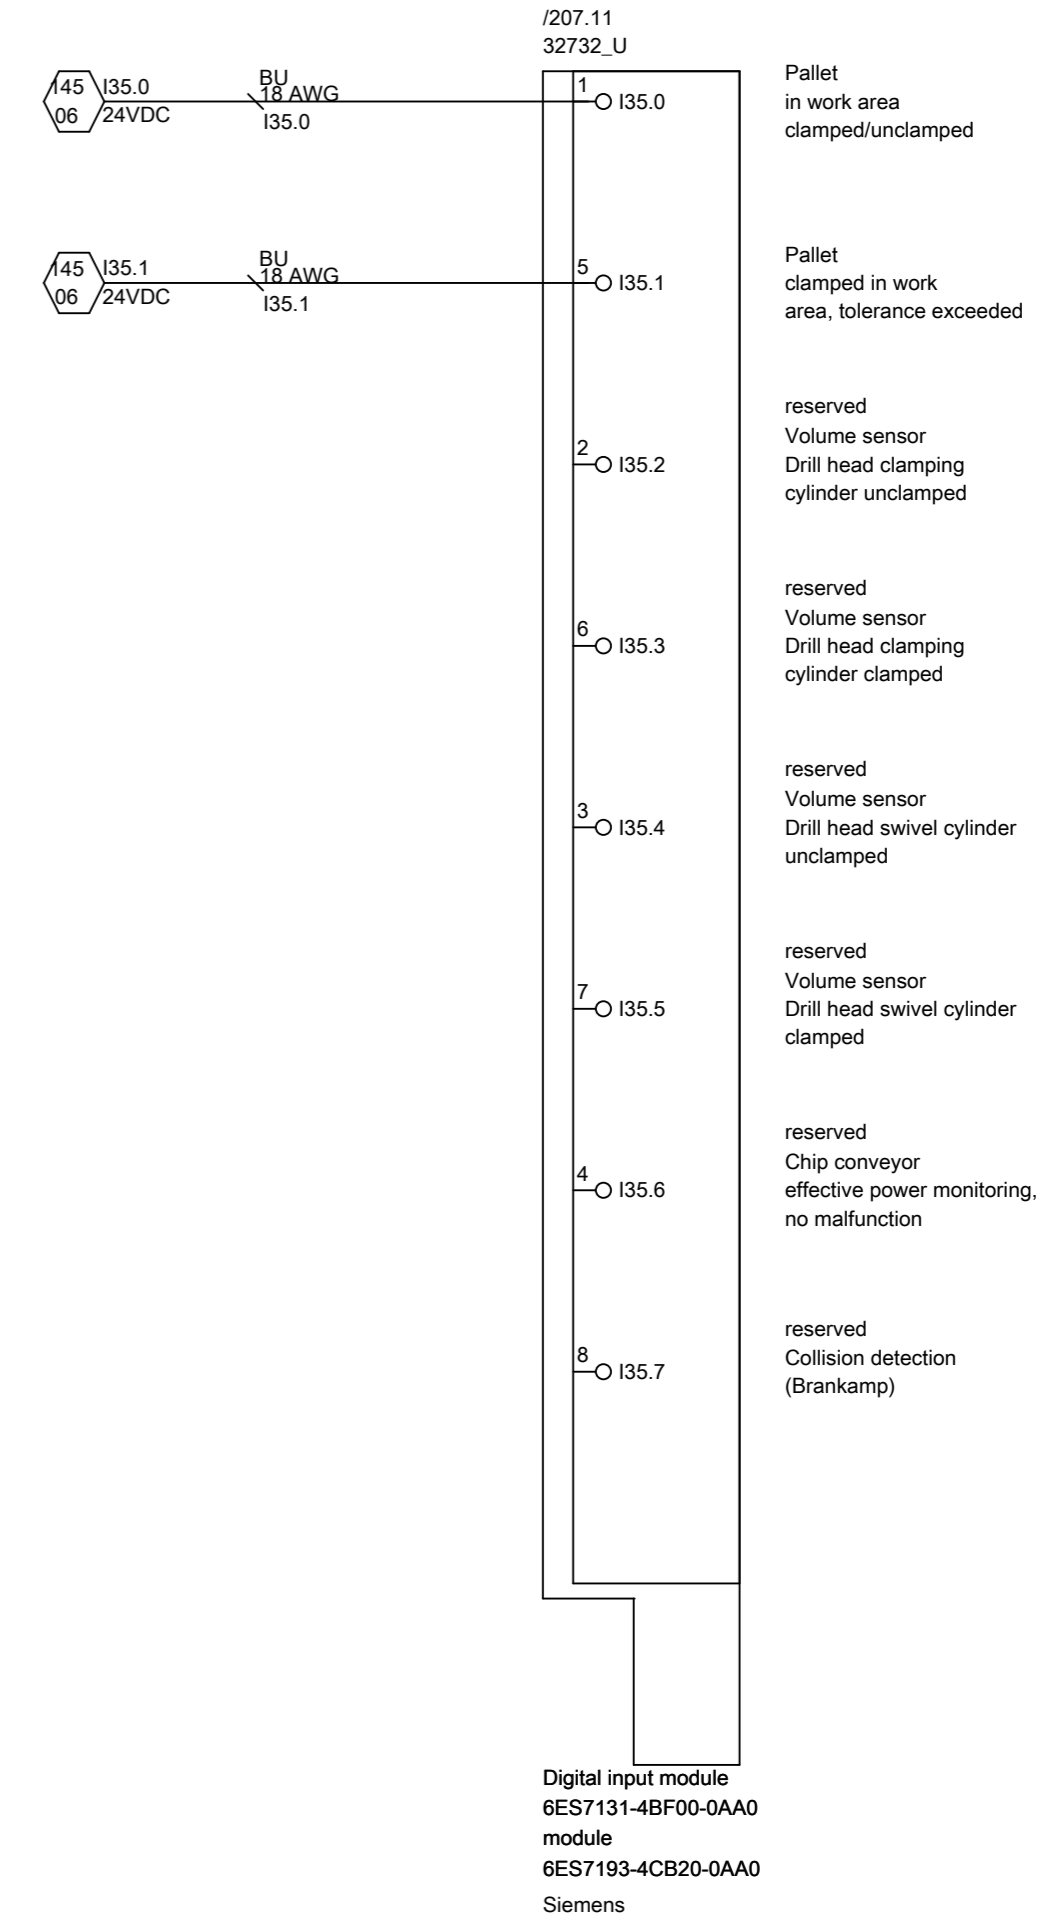 /207.11
32732_U
145
06
I35.0
24VDC
BU
18 AWG
I35.0
1
I35.0
Pallet
in work area
clamped/unclamped
145
06
I35.1
24VDC
BU
18 AWG
I35.1
5
I35.1
Pallet
clamped in work
area, tolerance exceeded
2
I35.2
reserved
Volume sensor
Drill head clamping
cylinder unclamped
6
I35.3
reserved
Volume sensor
Drill head clamping
cylinder clamped
3
I35.4
reserved
Volume sensor
Drill head swivel cylinder
unclamped
7
I35.5
reserved
Volume sensor
Drill head swivel cylinder
clamped
4
I35.6
reserved
Chip conveyor
effective power monitoring,
no malfunction
8
I35.7
reserved
Collision detection
(Brankamp)
Digital input module
6ES7131-4BF00-0AA0
module
6ES7193-4CB20-0AA0
Siemens